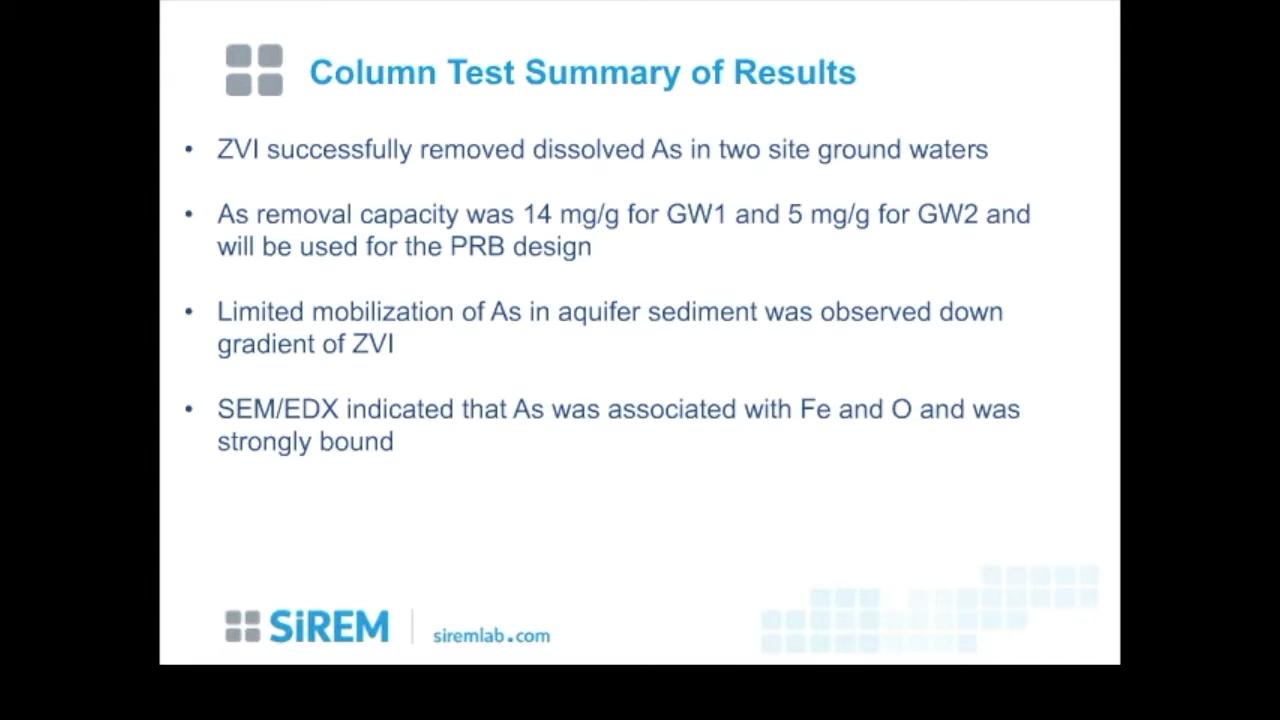 Column Test Summary of Results
• ZVI successfully removed dissolved As in two site ground waters
• As removal capacity was 14 mg/g for GW1 and 5 mg/g for GW2 and
will be used for the PRB design
• Limited mobilization of As in aquifer sediment was observed down
gradient of ZVI
• SEM/EDX indicated that As was associated with Fe and O and was
strongly bound
SiREM
siremlab.com